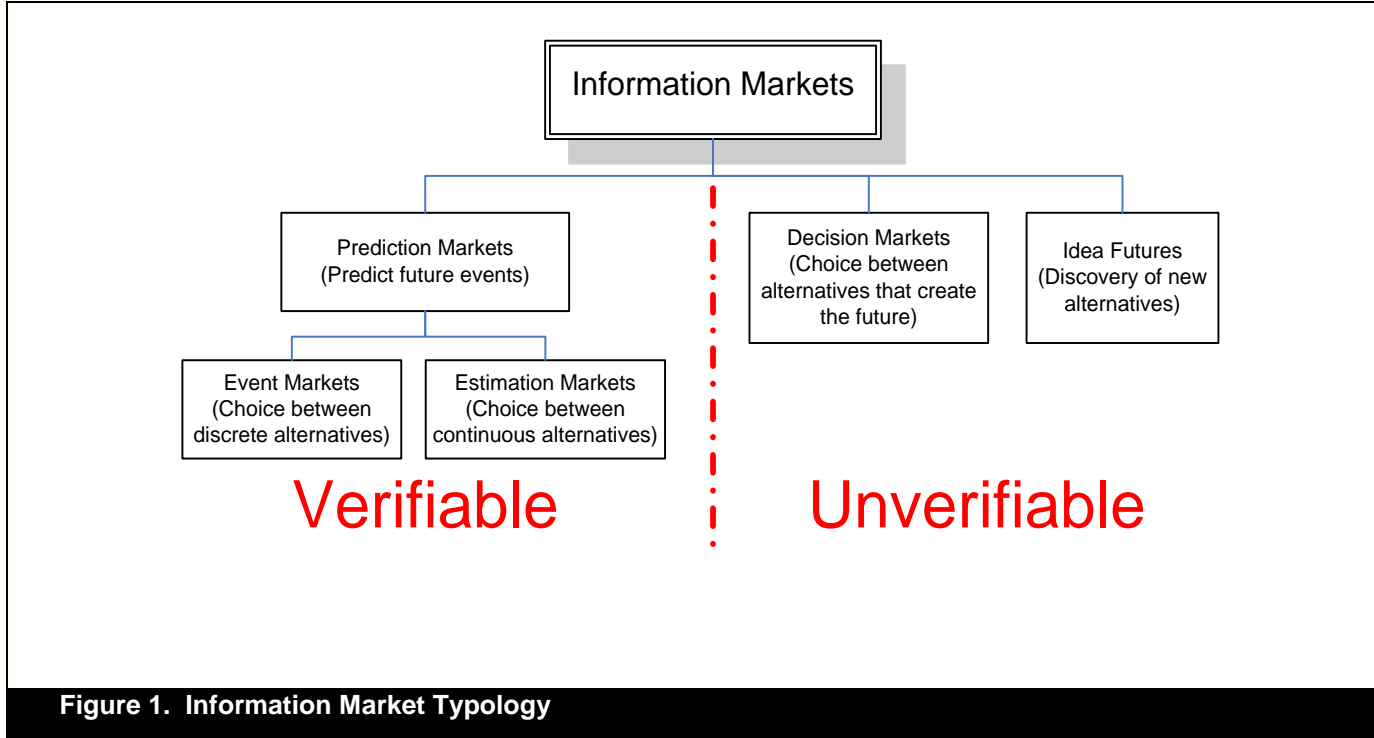 Information Markets
Prediction Markets
(Predict future events)
Decision Markets
(Choice between
alternatives that create
the future)
Idea Futures
(Discovery of new
alternatives)
Event Markets
(Choice between
discrete alternatives)
Estimation Markets
(Choice between
continuous alternatives)
Verifiable
Unverifiable
Figure 1. Information Market Typology